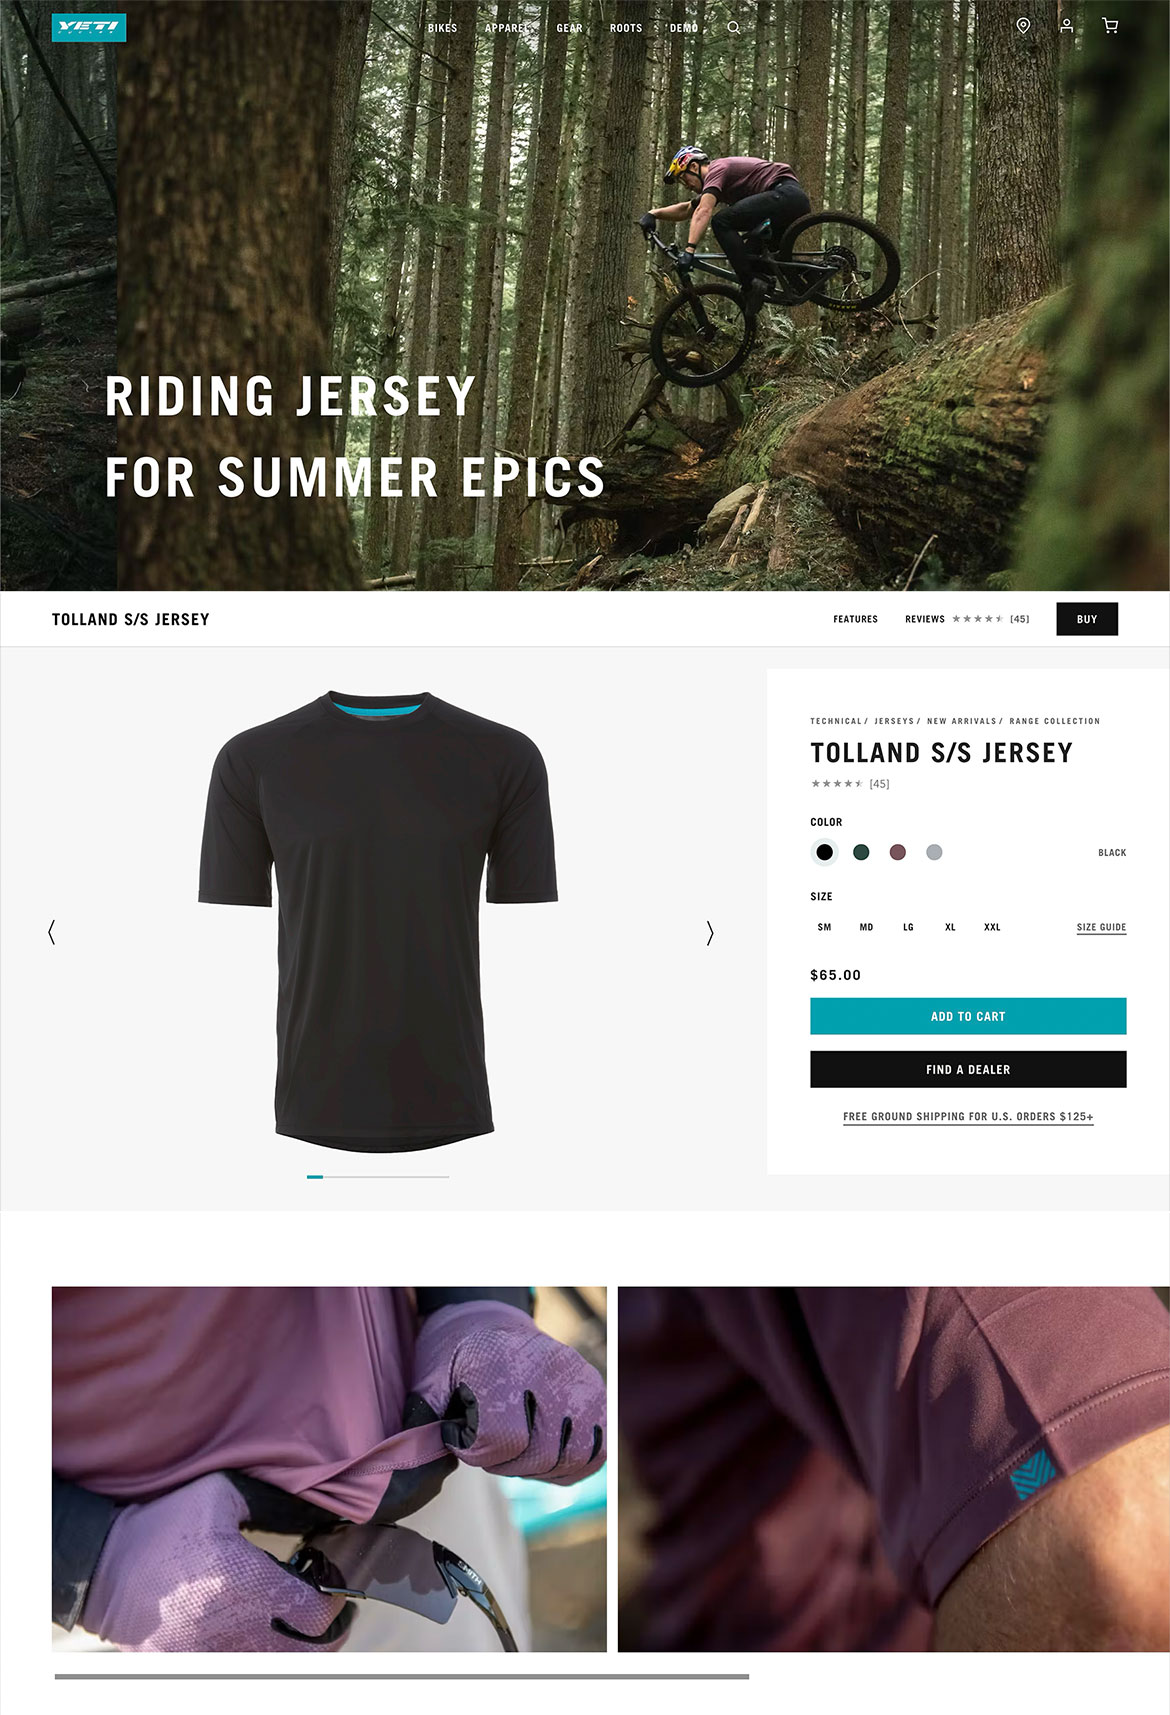 YETI
CYCLES
BIKES APPAREL GEAR ROOTS DEMO
RIDING JERSEY
FOR SUMMER EPICS
TOLLAND S/S JERSEY
FEATURES REVIEWS ★★★★★ [45] BUY
TECHNICAL/ JERSEYS/ NEW ARRIVALS/ RANGE COLLECTION
TOLLAND S/S JERSEY
[45]
COLOR
BLACK
SIZE
SM MD LG XL XXL SIZE GUIDE
$65.00
ADD TO CART
FIND A DEALER
FREE GROUND SHIPPING FOR U.S. ORDERS $125+
SMITH